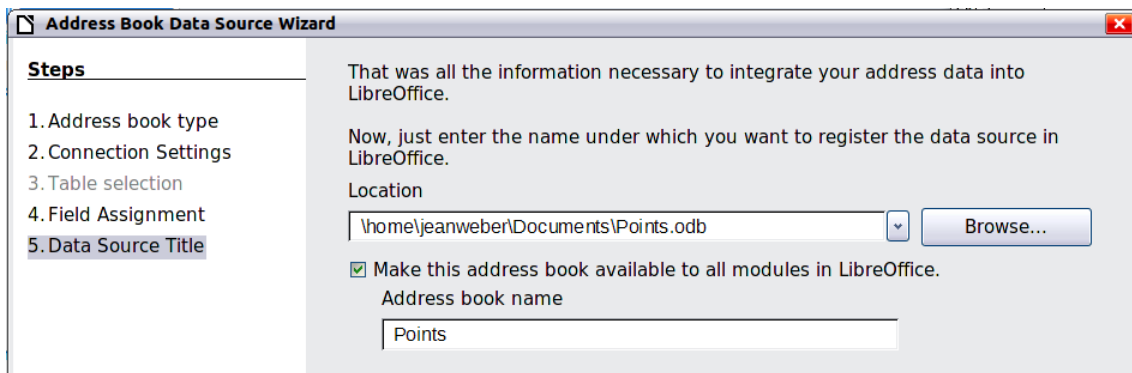 Address Book Data Source Wizard
Steps
1. Address book type
2. Connection Settings
3. Table selection
4. Field Assignment
5. Data Source Title
That was all the information necessary to integrate your address data into
LibreOffice.
Now, just enter the name under which you want to register the data source in
LibreOffice.
Location
\home\jeanweber\Documents\Points.odb
Browse...
Make this address book available to all modules in LibreOffice.
Address book name
Points